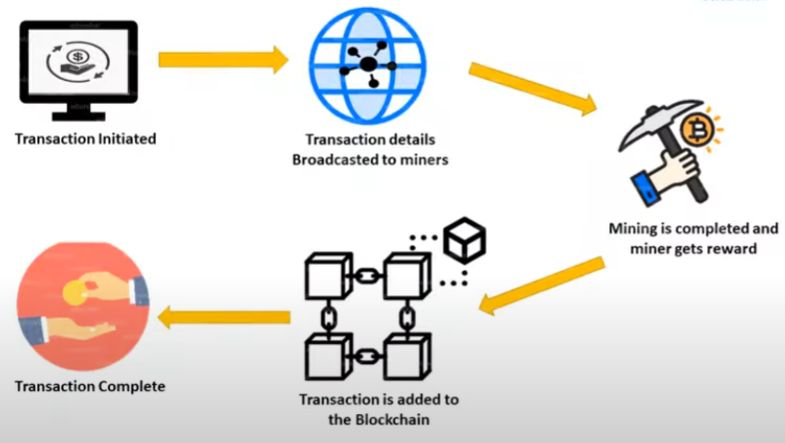 Transaction Initiated
Transaction details
Broadcasted to miners
Mining is completed and
miner gets reward
Transaction is added to
the Blockchain
Transaction Complete